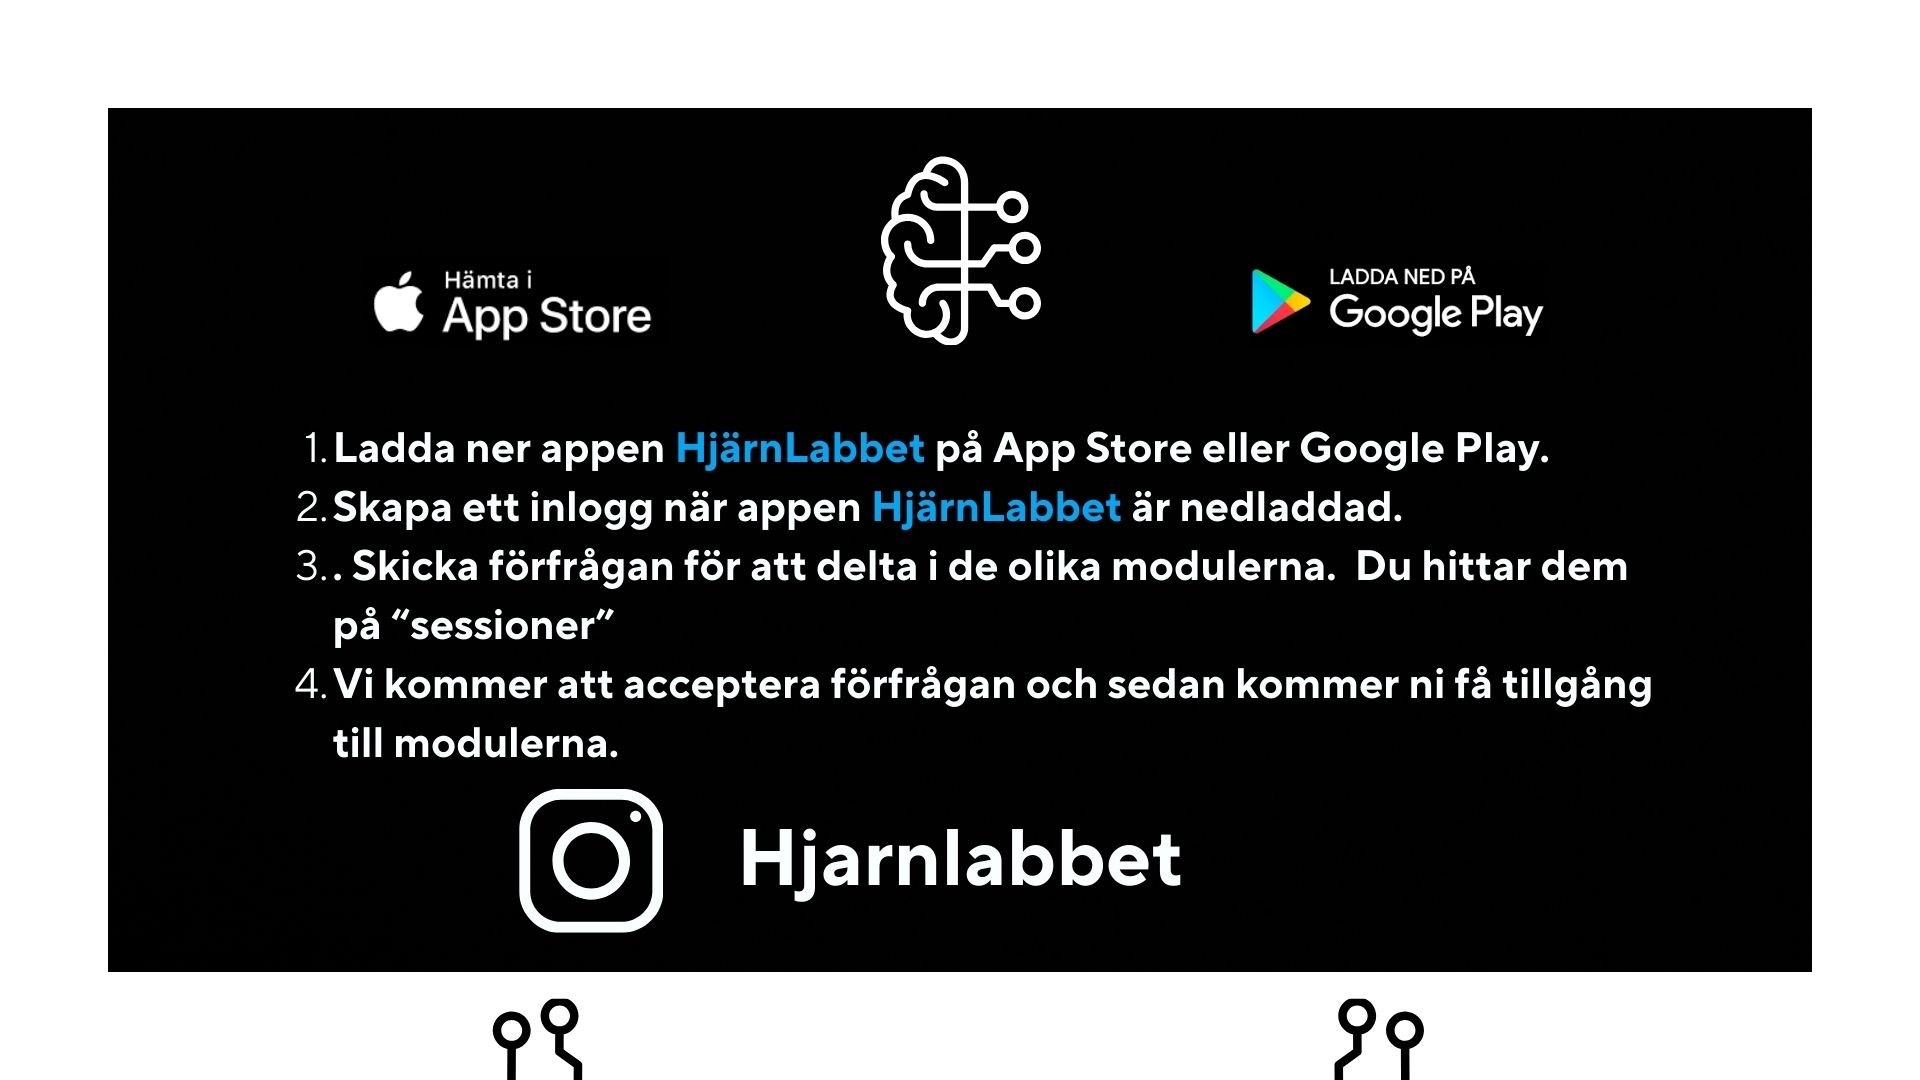 Hämta i
App Store
LADDA NED PÅ
Google Play
1. Ladda ner appen HjärnLabbet på App Store eller Google Play.
2. Skapa ett inlogg när appen HjärnLabbet är nedladdad.
3. . Skicka förfrågan för att delta i de olika modulerna.  Du hittar dem
på “sessioner”
4. Vi kommer att acceptera förfrågan och sedan kommer ni få tillgång
till modulerna.
Hjarnlabbet